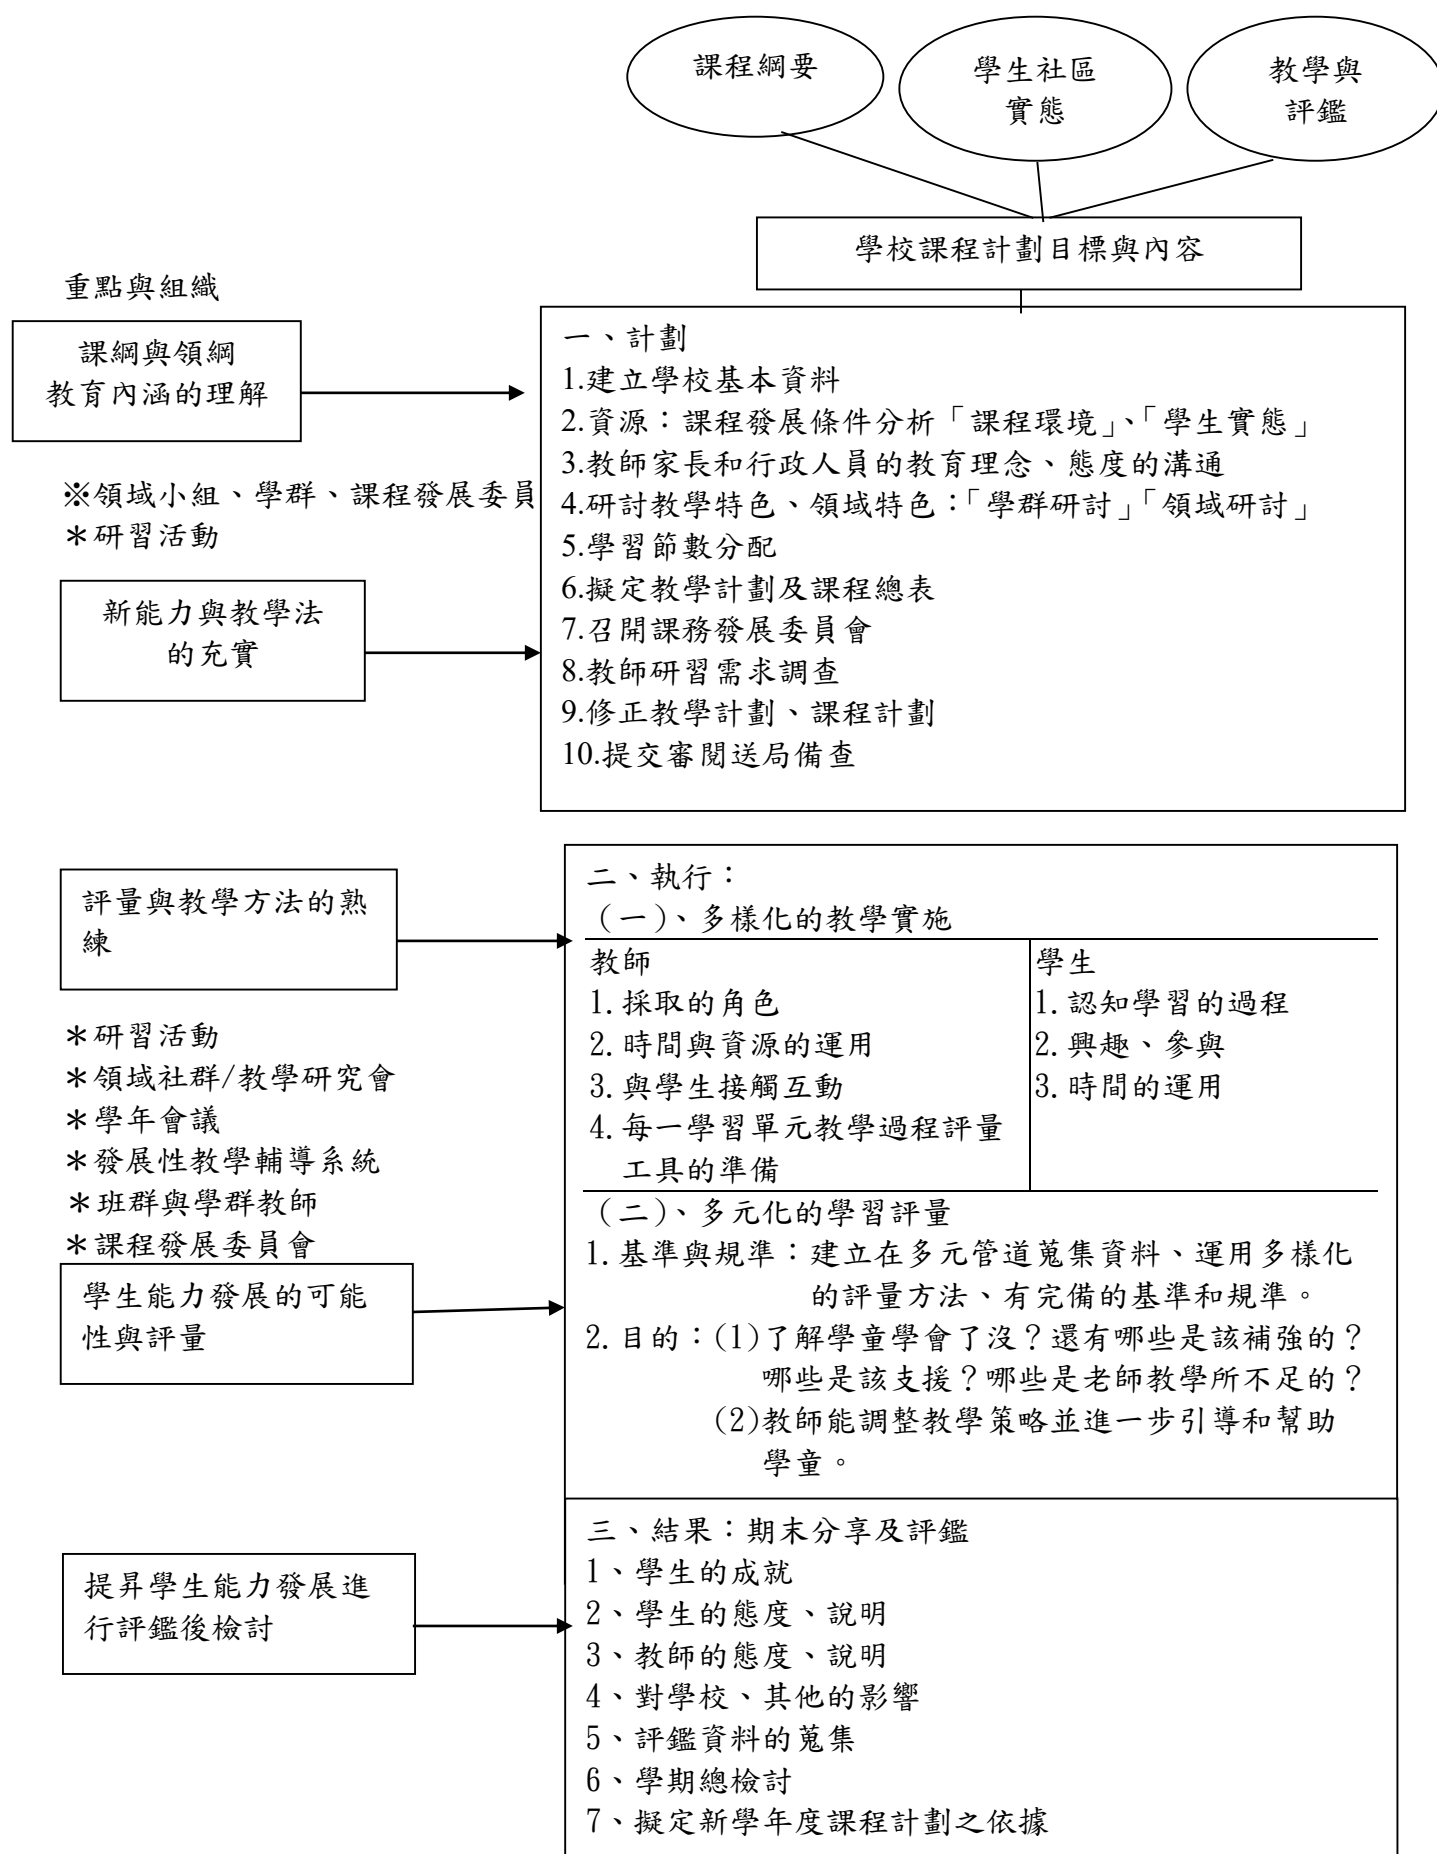 課程綱要
學生社區
實態
教學與
評鑑
學校課程計劃目標與內容
重點與組織
課綱與領綱
教育內涵的理解
※領域小組、學群、課程發展委員
＊研習活動
新能力與教學法
的充實
一、計劃
1.建立學校基本資料
2.資源：課程發展條件分析「課程環境」、「學生實態」
3.教師家長和行政人員的教育理念、態度的溝通
4.研討教學特色、領域特色：「學群研討」「領域研討」
5.學習節數分配
6.擬定教學計劃及課程總表
7.召開課務發展委員會
8.教師研習需求調查
9.修正教學計劃、課程計劃
10.提交審閱送局備查
評量與教學方法的熟
練
＊研習活動
＊領域社群/教學研究會
＊學年會議
＊發展性教學輔導系統
＊班群與學群教師
＊課程發展委員會
學生能力發展的可能
性與評量
二、執行：
（一）、多樣化的教學實施
教師
1.採取的角色
2.時間與資源的運用
3.與學生接觸互動
4.每一學習單元教學過程評量
工具的準備
學生
1.認知學習的過程
2.興趣、參與
3.時間的運用
（二）、多元化的學習評量
1.基準與規準：建立在多元管道蒐集資料、運用多樣化
的評量方法、有完備的基準和規準。
2.目的：(1)了解學童學會了沒？還有哪些是該補強的？
哪些是該支援？哪些是老師教學所不足的？
(2)教師能調整教學策略並進一步引導和幫助
學童。
提昇學生能力發展進
行評鑑後檢討
三、結果：期末分享及評鑑
1、學生的成就
2、學生的態度、說明
3、教師的態度、說明
4、對學校、其他的影響
5、評鑑資料的蒐集
6、學期總檢討
7、擬定新學年度課程計劃之依據